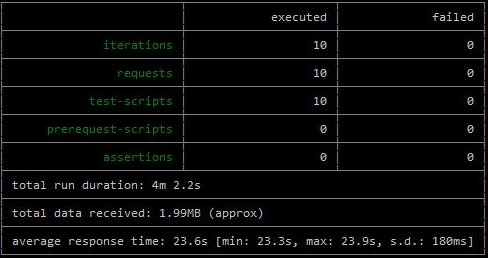 executed failed
iterations 10 0
requests 10 0
test-scripts 10 0
prerequest-scripts 0 0
assertions 0 0
total run duration: 4m 2.2s
total data received: 1.99MB (approx)
average response time: 23.6s [min: 23.3s, max: 23.9s, s.d.: 180ms]